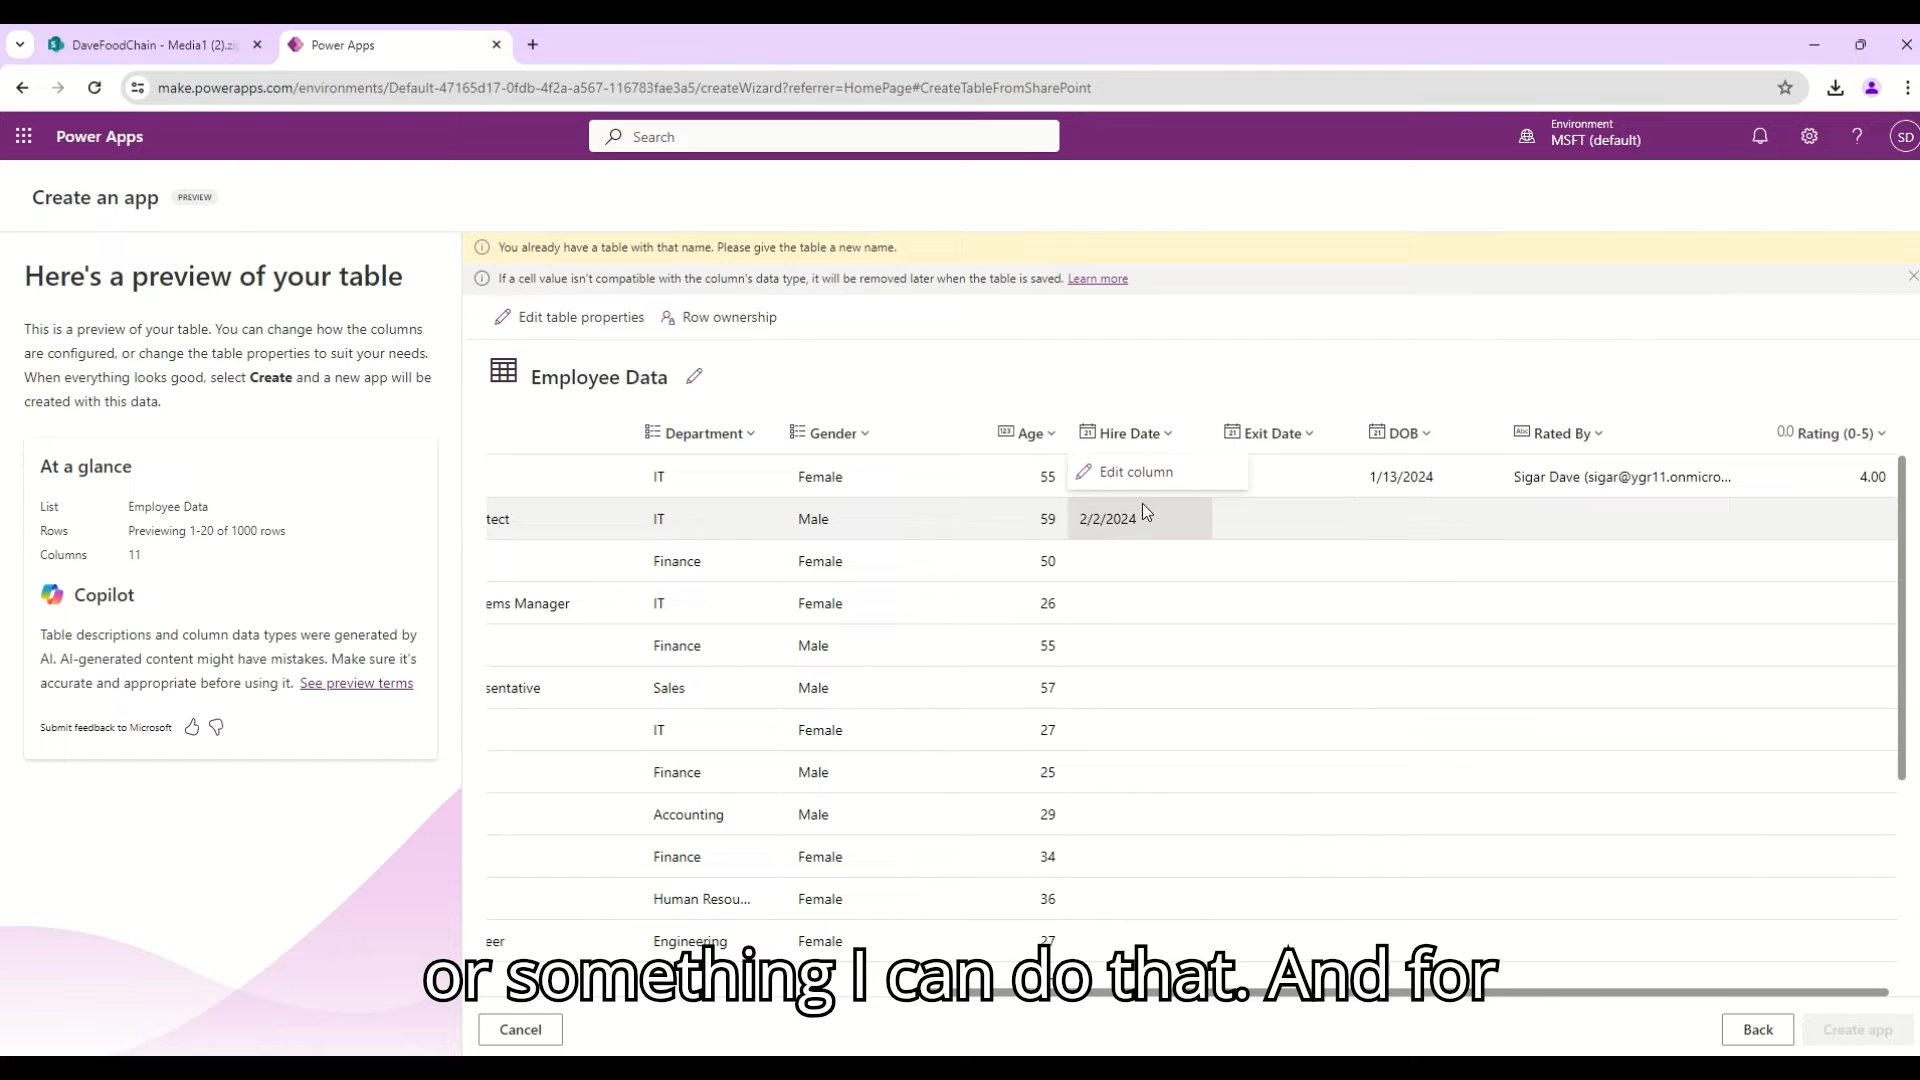 DaveFoodChain - Media1 (2).zi
Power Apps
make.powerapps.com/environments/Default-47165d17-0fdb-4f2a-a567-116783fae3a5/createWizard?referrer=HomePage#CreateTableFromSharePoint
Power Apps
Search
Environment
MSFT (default)
SD
Create an app PREVIEW
Here's a preview of your table
This is a preview of your table. You can change how the columns
are configured, or change the table properties to suit your needs.
When everything looks good, select Create and a new app will be
created with this data.
At a glance
List Employee Data
Rows Previewing 1-20 of 1000 rows
Columns 11
Copilot
Table descriptions and column data types were generated by
AI. AI-generated content might have mistakes. Make sure it's
accurate and appropriate before using it. See preview terms
Submit feedback to Microsoft
You already have a table with that name. Please give the table a new name.
If a cell value isn't compatible with the column's data type, it will be removed later when the table is saved. Learn more
Edit table properties Row ownership
Employee Data
Department Gender 123 Age 21 Hire Date 21 Exit Date 21 DOB Abc Rated By 0.0 Rating (0-5)
IT Female 55 Edit column 1/13/2024 Sigar Dave (sigar@ygr11.onmicro... 4.00
tect IT Male 59 2/2/2024
Finance Female 50
ems Manager IT Female 26
Finance Male 55
sentative Sales Male 57
IT Female 27
Finance Male 25
Accounting Male 29
Finance Female 34
Human Resou... Female 36
eer Engineering Female 27
or something I can do that. And for
Cancel Back Create app